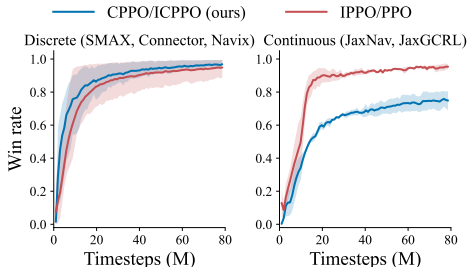 CPPO/ICPPO (ours) IPPO/PPO
Discrete (SMAX, Connector, Navix) Continuous (JaxNav, JaxGCRL)
Win rate
1.0
0.8
0.6
0.4
0.2
0.0
0 20 40 60 80
Timesteps (M)
1.0
0.8
0.6
0.4
0.2
0.0
0 20 40 60 80
Timesteps (M)